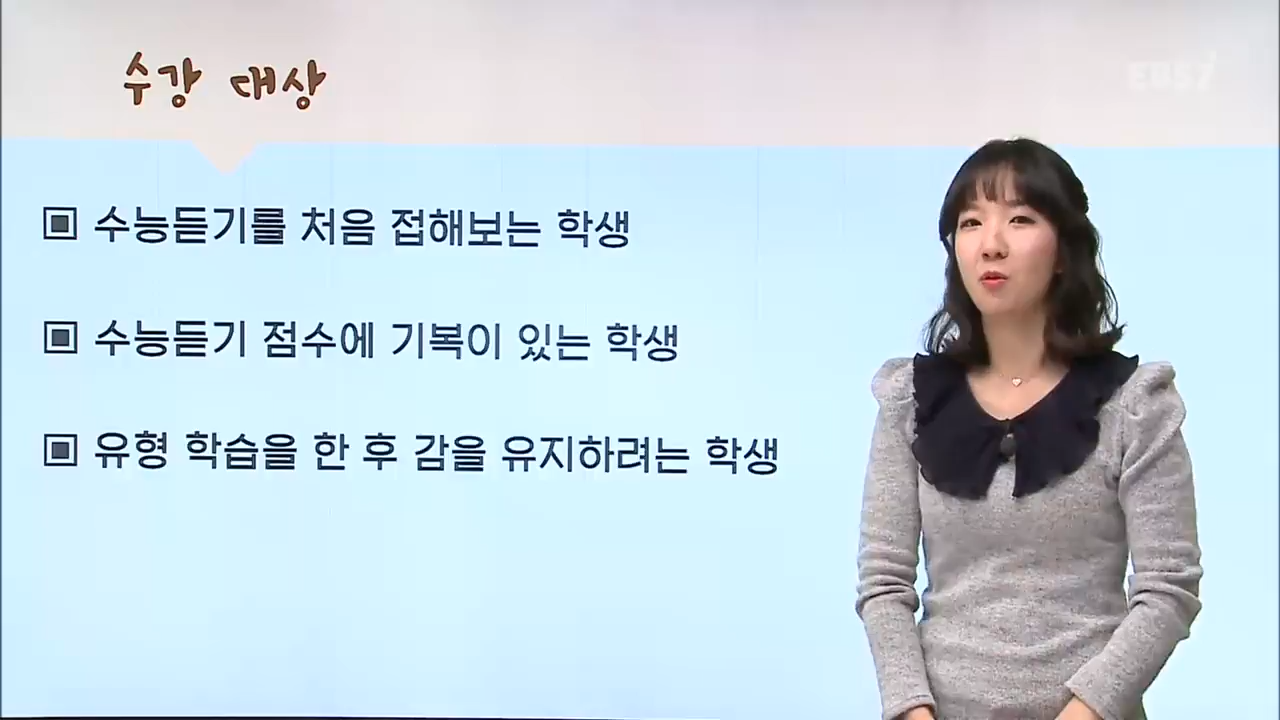 수강 대상
EBSi
▣ 수능듣기를 처음 접해보는 학생
▣ 수능듣기 점수에 기복이 있는 학생
▣ 유형 학습을 한 후 감을 유지하려는 학생